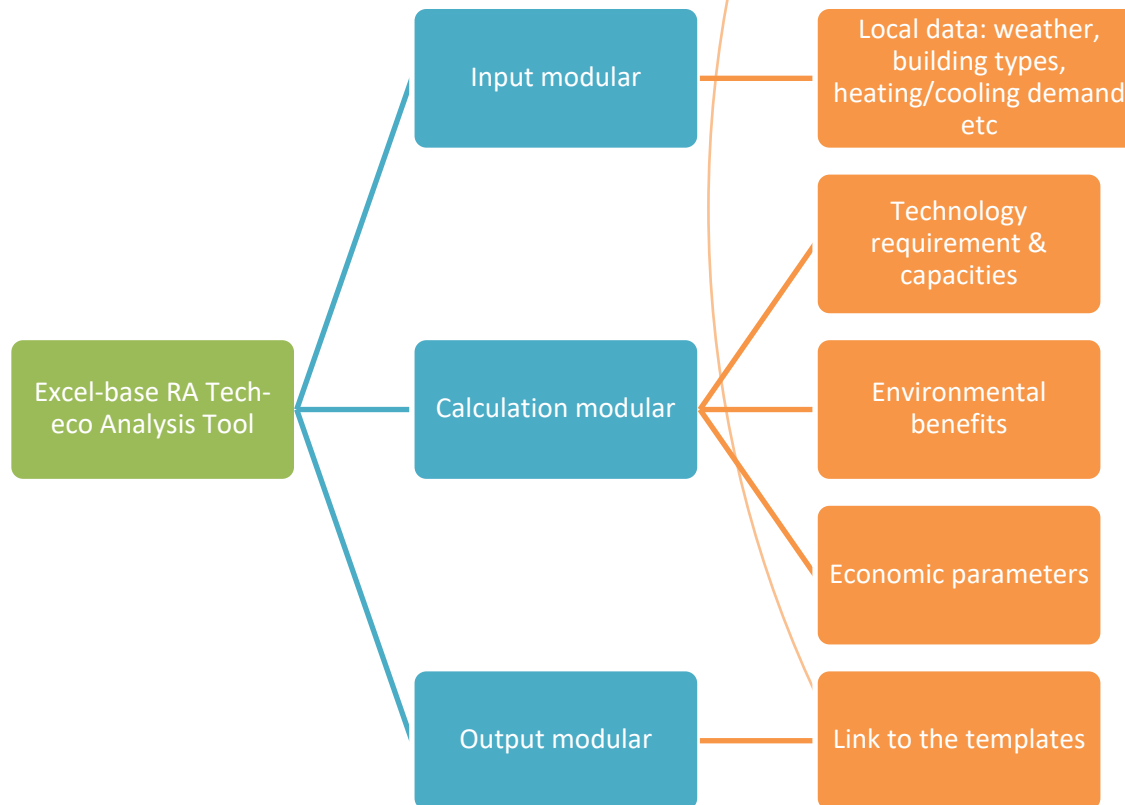 Local data: weather,
building types,
heating/cooling demand
etc
Input modular
Technology
requirement &
capacities
Excel-base RA Tech-
eco Analysis Tool
Calculation modular
Environmental
benefits
Economic parameters
Output modular
Link to the templates